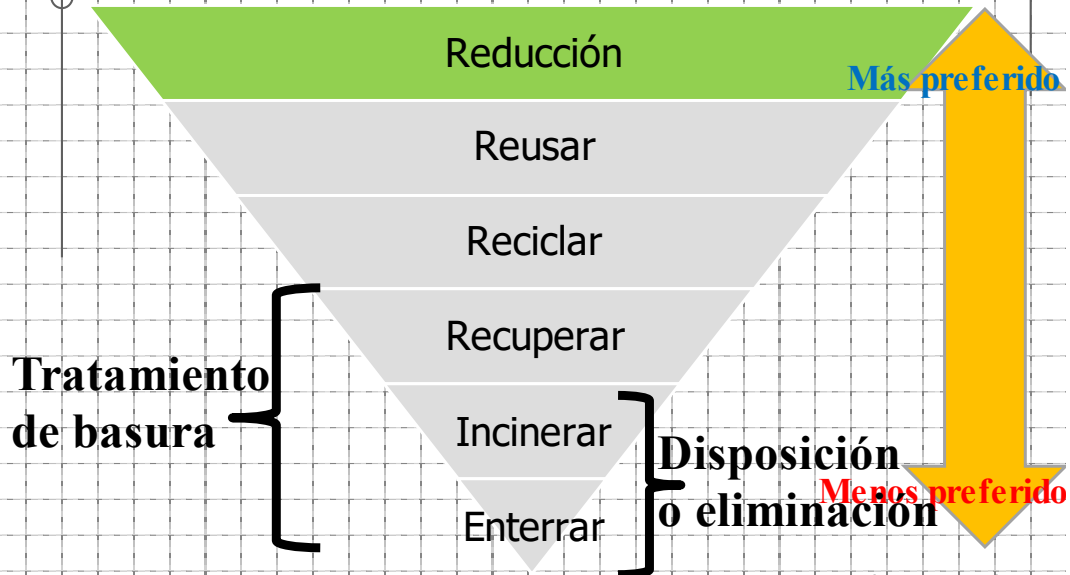 Reducción
Más preferido
Reusar
Reciclar
Recuperar
Tratamiento
de basura
Incinerar
Disposición
o eliminación
Menos preferido
Enterrar